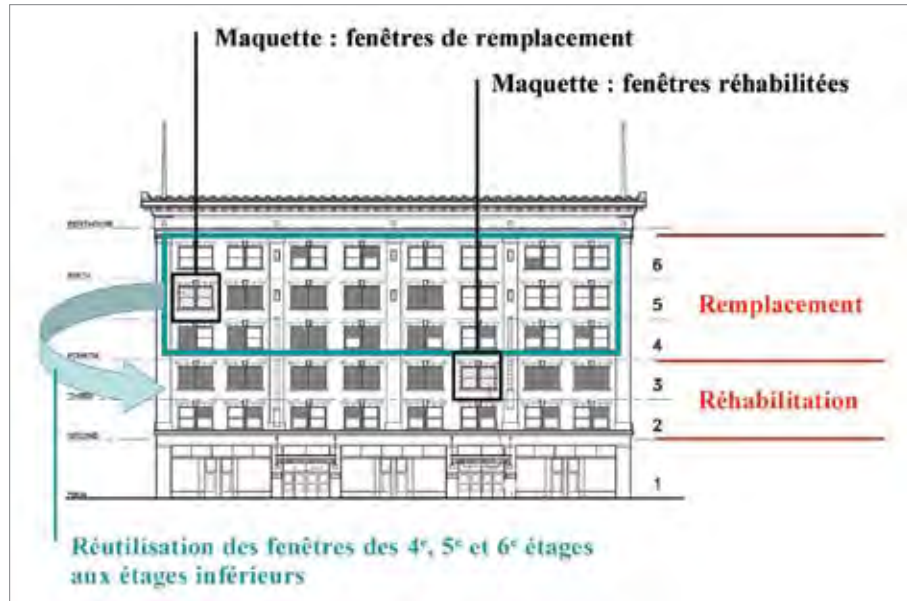 Maquette : fenêtres de remplacement
Maquette : fenêtres réhabilitées
6
5
Remplacement
4
3
Réhabilitation
2
1
Réutilisation des fenêtres des 4e, 5e et 6e étages
aux étages inférieurs